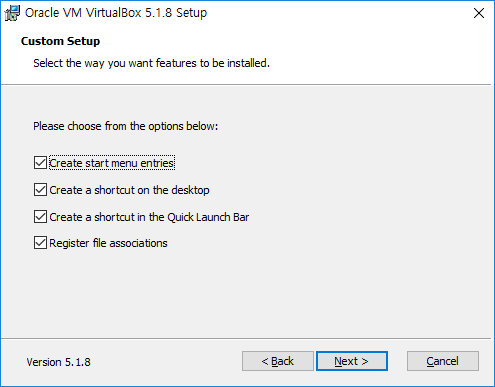 Oracle VM VirtualBox 5.1.8 Setup
Custom Setup
Select the way you want features to be installed.
Please choose from the options below:
Create start menu entries
Create a shortcut on the desktop
Create a shortcut in the Quick Launch Bar
Register file associations
Version 5.1.8
< Back
Next >
Cancel